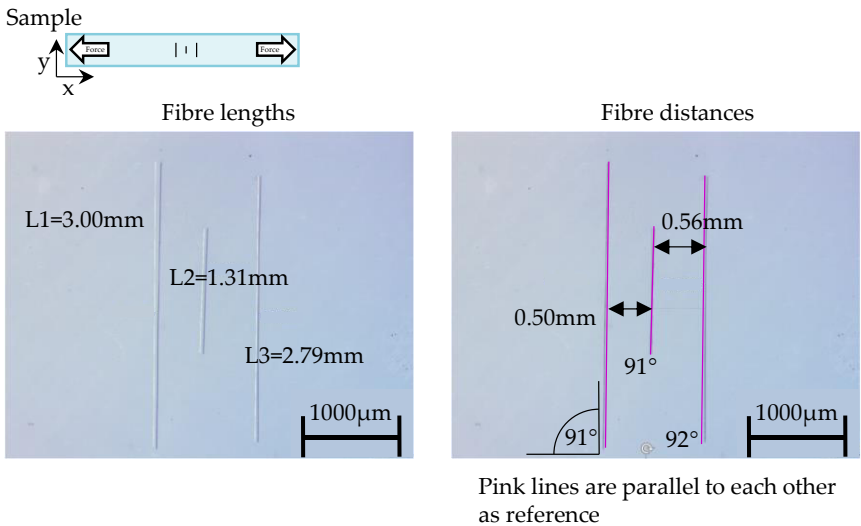 Sample
Force
Force
y
x
Fibre lengths
Fibre distances
L1=3.00mm
L2=1.31mm
L3=2.79mm
1000µm
0.56mm
0.50mm
91°
91°
92°
1000µm
Pink lines are parallel to each other
as reference